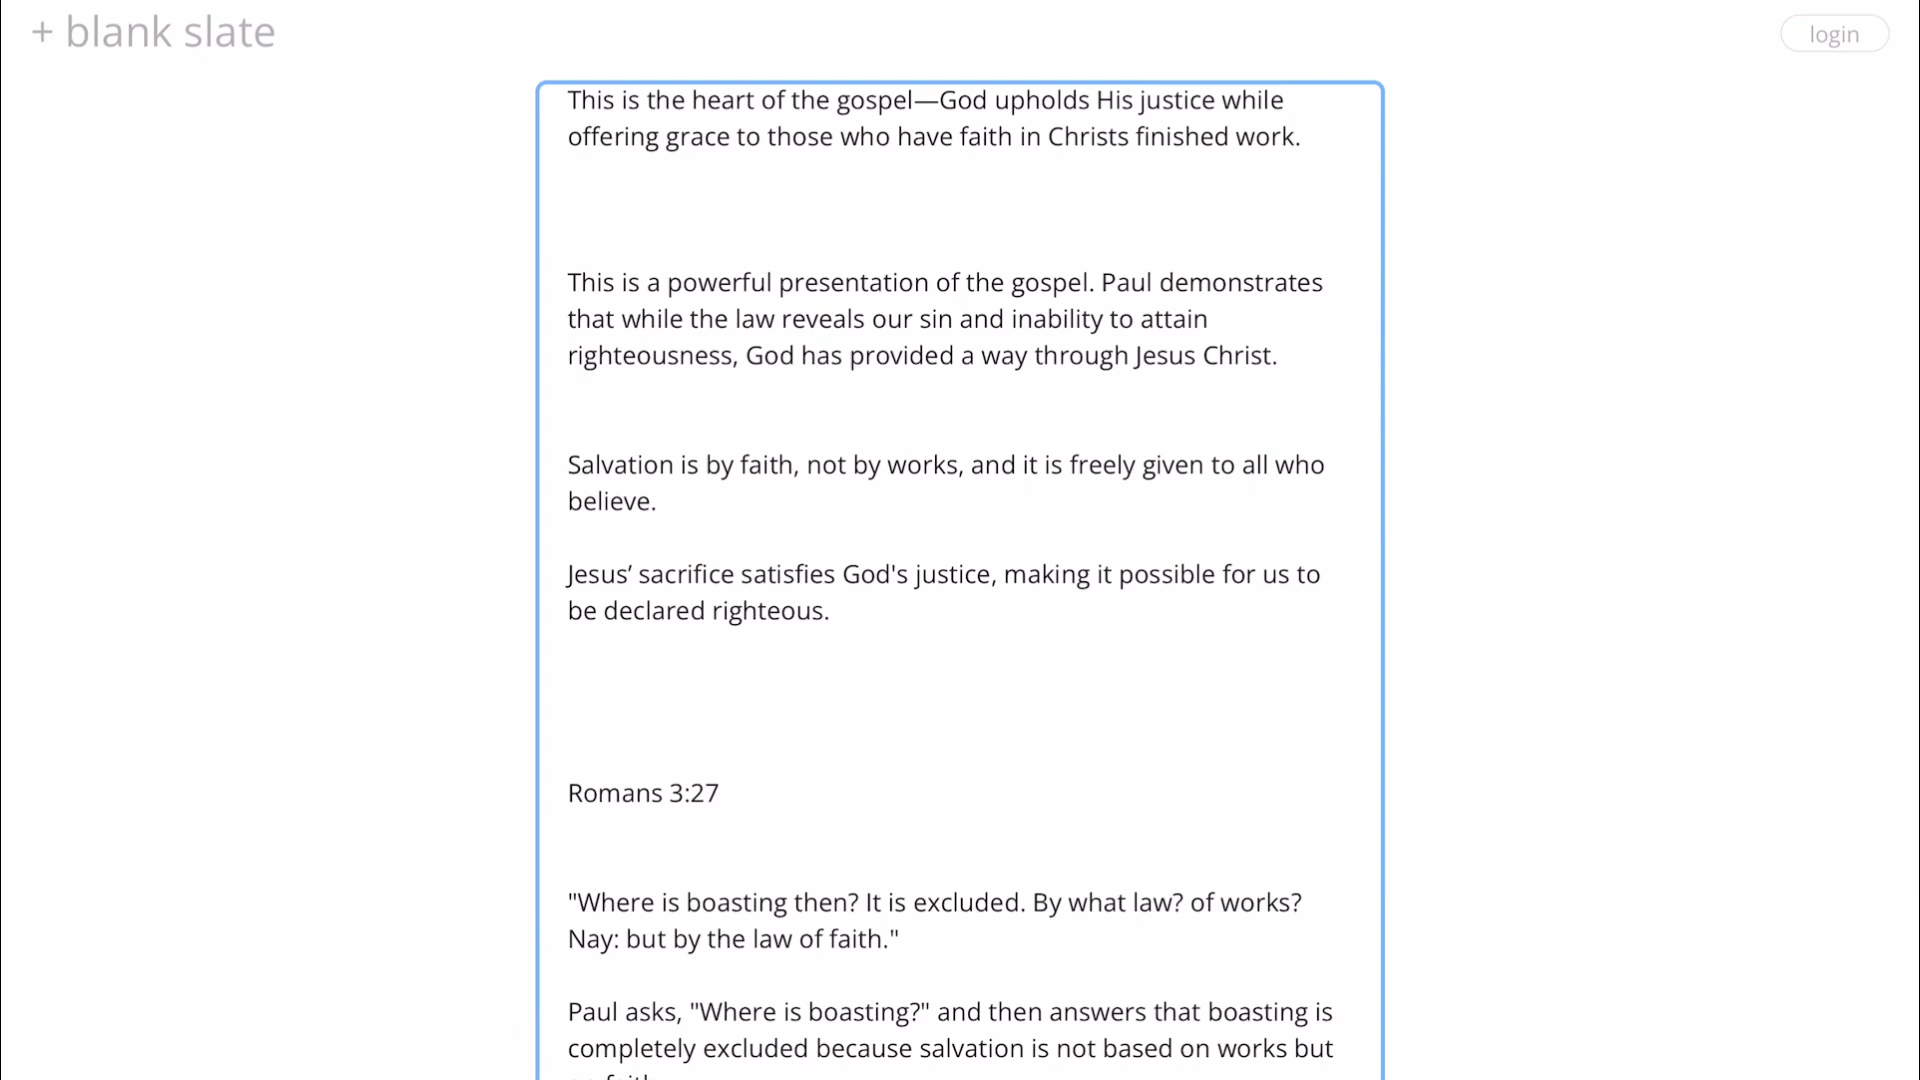 + blank slate
login
This is the heart of the gospel—God upholds His justice while
offering grace to those who have faith in Christs finished work.
This is a powerful presentation of the gospel. Paul demonstrates
that while the law reveals our sin and inability to attain
righteousness, God has provided a way through Jesus Christ.
Salvation is by faith, not by works, and it is freely given to all who
believe.
Jesus’ sacrifice satisfies God's justice, making it possible for us to
be declared righteous.
Romans 3:27
"Where is boasting then? It is excluded. By what law? of works?
Nay: but by the law of faith."
Paul asks, "Where is boasting?" and then answers that boasting is
completely excluded because salvation is not based on works but